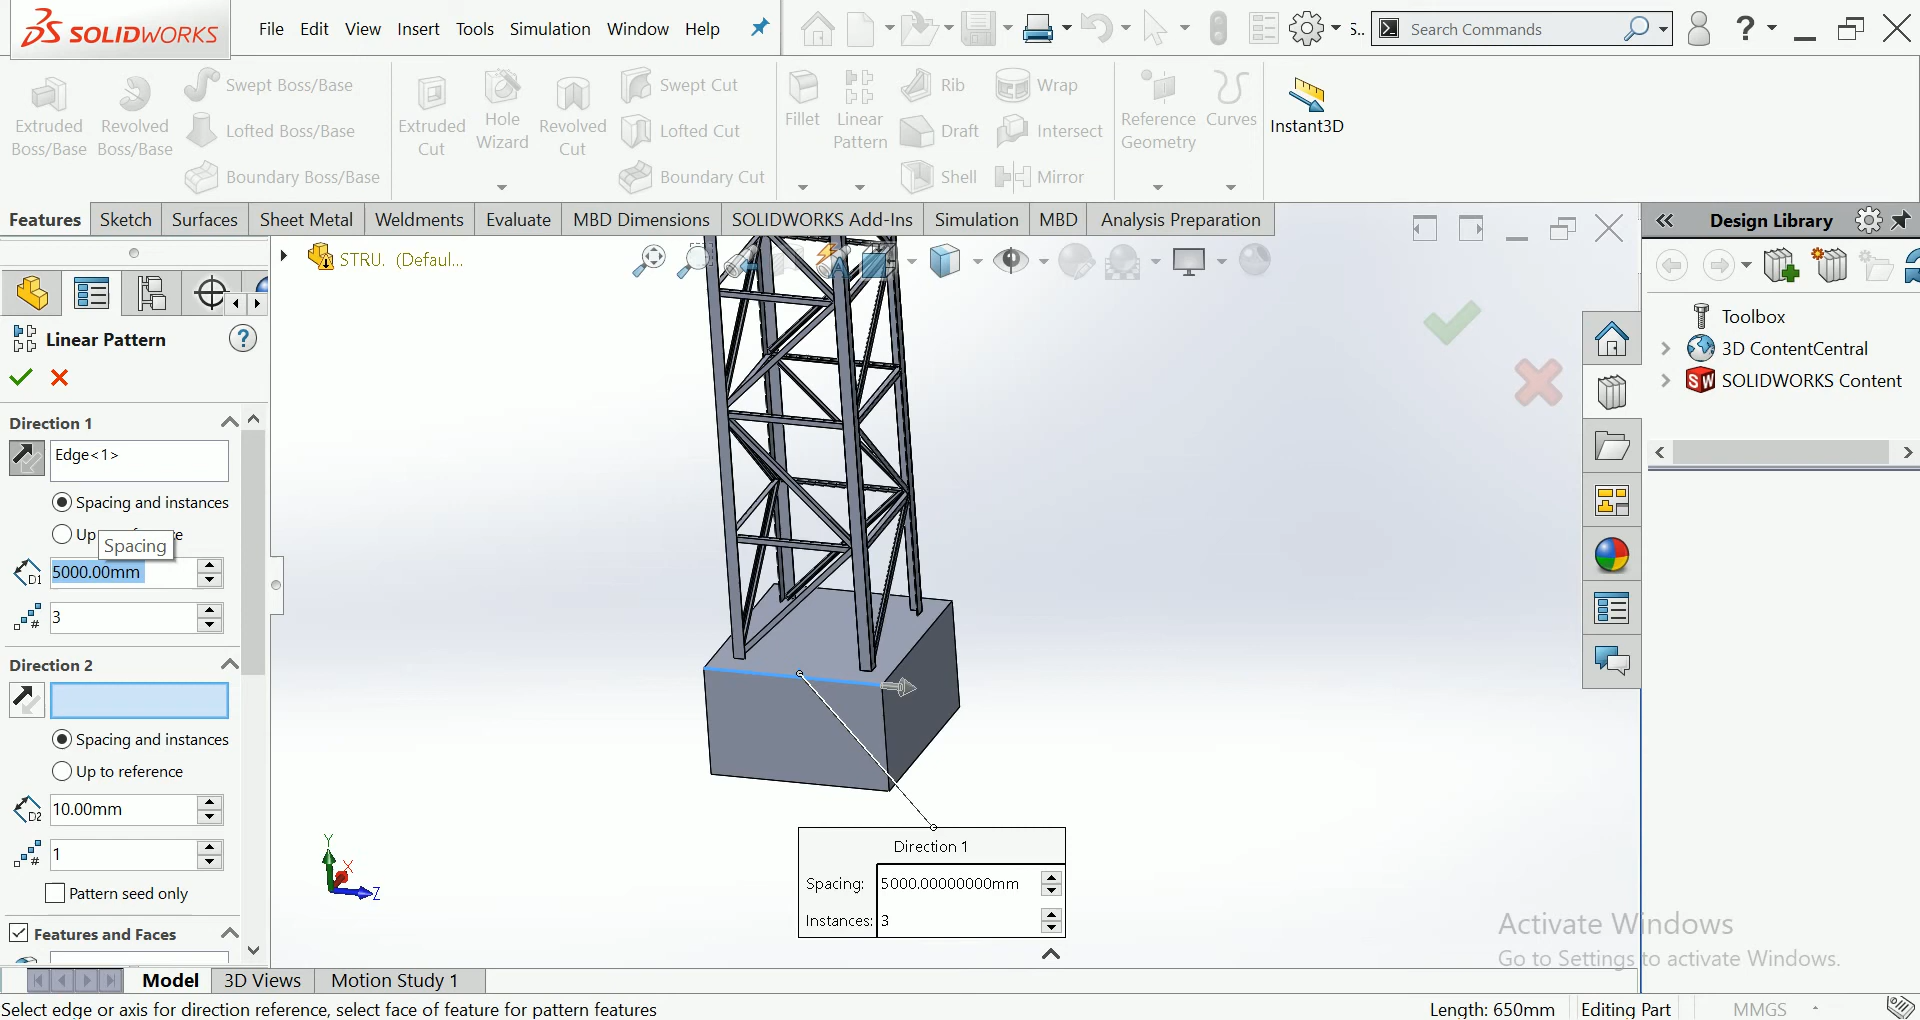 SOLIDWORKS
File Edit View Insert Tools Simulation Window Help
S..
Search Commands
Extruded Boss/Base
Revolved Boss/Base
Swept Boss/Base
Lofted Boss/Base
Boundary Boss/Base
Extruded Cut
Hole Wizard
Revolved Cut
Swept Cut
Lofted Cut
Boundary Cut
Fillet
Linear Pattern
Rib
Draft
Shell
Wrap
Intersect
Mirror
Reference Geometry
Curves
Instant3D
Features Sketch Surfaces Sheet Metal Weldments Evaluate MBD Dimensions SOLIDWORKS Add-Ins Simulation MBD Analysis Preparation
Design Library
STRU. (Defaul...
Toolbox
3D ContentCentral
SOLIDWORKS Content
Linear Pattern
Direction 1
Edge<1>
Spacing and instances
Spacing
D1
5000.00mm
#
3
Direction 2
Spacing and instances
Up to reference
D2
10.00mm
#
1
Pattern seed only
Features and Faces
Direction 1
Spacing: 5000.00000000mm
Instances: 3
Y
X
Z
Activate Windows
Go to Settings to activate Windows.
Model 3D Views Motion Study 1
Select edge or axis for direction reference, select face of feature for pattern features
Length: 650mm
Editing Part
MMGS